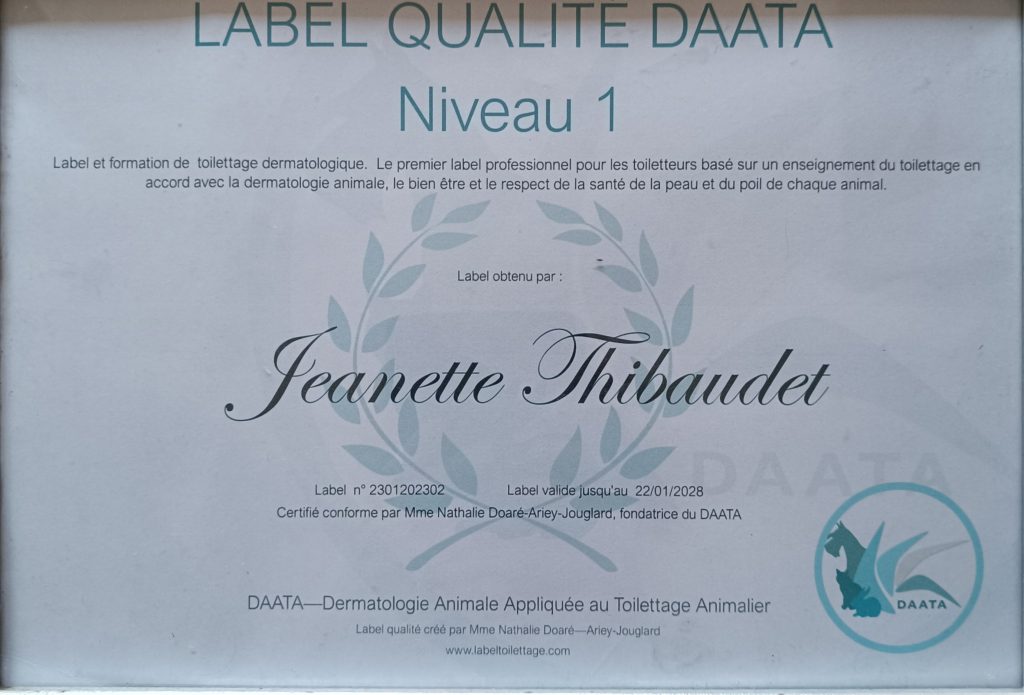 LABEL QUALITÉ DAATA
Niveau 1
Label et formation de toilettage dermatologique. Le premier label professionnel pour les toiletteurs basé sur un enseignement du toilettage en
accord avec la dermatologie animale, le bien être et le respect de la santé de la peau et du poil de chaque animal.
Label obtenu par :
Jeanette Thibaudet
DAATA
Label n° 2301202302 Label valide jusqu'au 22/01/2028
Certifié conforme par Mme Nathalie Doaré-Ariey-Jouglard, fondatrice du DAATA
DAATA
DAATA—Dermatologie Animale Appliquée au Toilettage Animalier
Label qualité créé par Mme Nathalie Doaré—Ariey-Jouglard
www.labeltoilettage.com